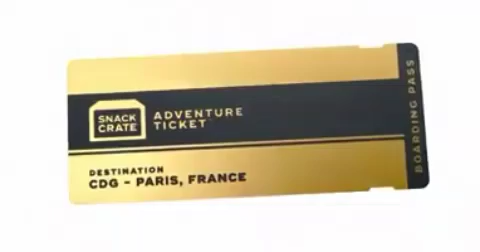 SNACK
CRATE
ADVENTURE
TICKET
DESTINATION
CDG - PARIS, FRANCE
BOARDING PASS